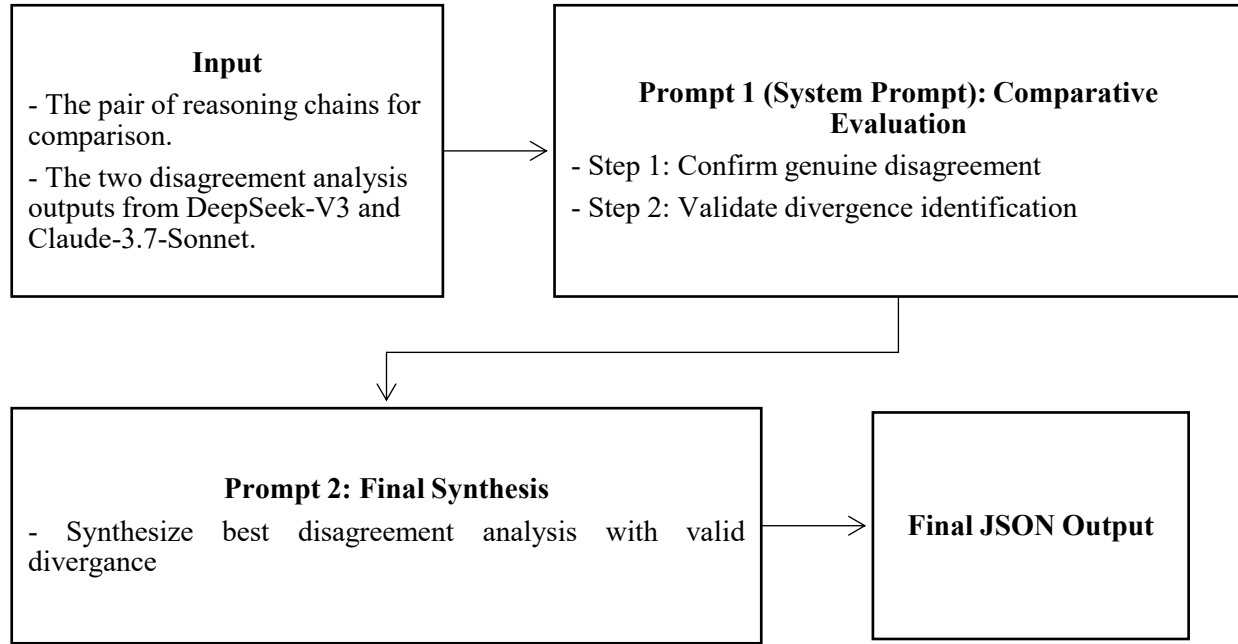 Input
- The pair of reasoning chains for
comparison.
- The two disagreement analysis
outputs from DeepSeek-V3 and
Claude-3.7-Sonnet.
Prompt 1 (System Prompt): Comparative
Evaluation
- Step 1: Confirm genuine disagreement
- Step 2: Validate divergence identification
Prompt 2: Final Synthesis
- Synthesize best disagreement analysis with valid
divergance
Final JSON Output